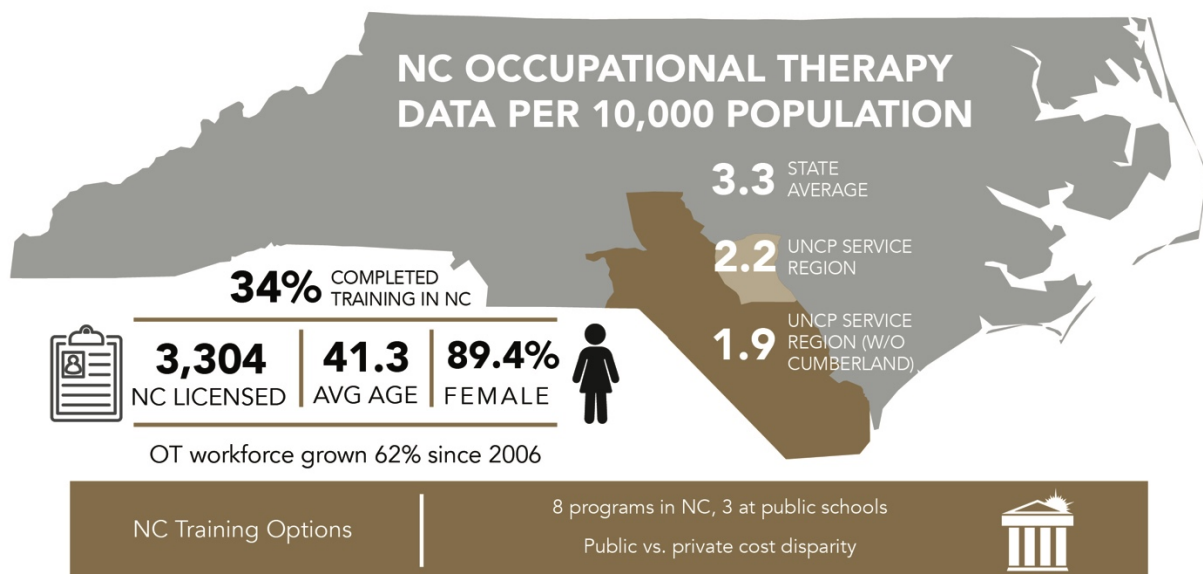 NC OCCUPATIONAL THERAPY
DATA PER 10,000 POPULATION
3.3 STATE
AVERAGE
2.2 UNCP SERVICE
REGION
1.9 UNCP SERVICE
REGION (W/O
CUMBERLAND)
34% COMPLETED
TRAINING IN NC
3,304
NC LICENSED
41.3
AVG AGE
89.4%
FEMALE
OT workforce grown 62% since 2006
NC Training Options
8 programs in NC, 3 at public schools
Public vs. private cost disparity